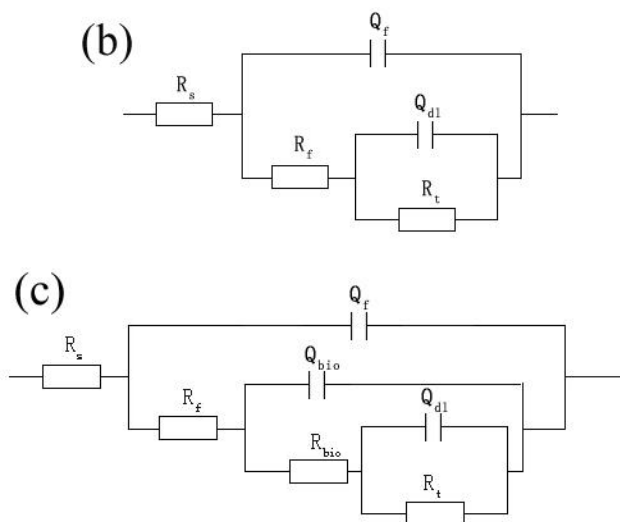 (b)
Q_f
R_s
Q_dl
R_f
R_t
(c)
Q_f
R_s
Q_bio
R_f
Q_dl
R_bio
R_t